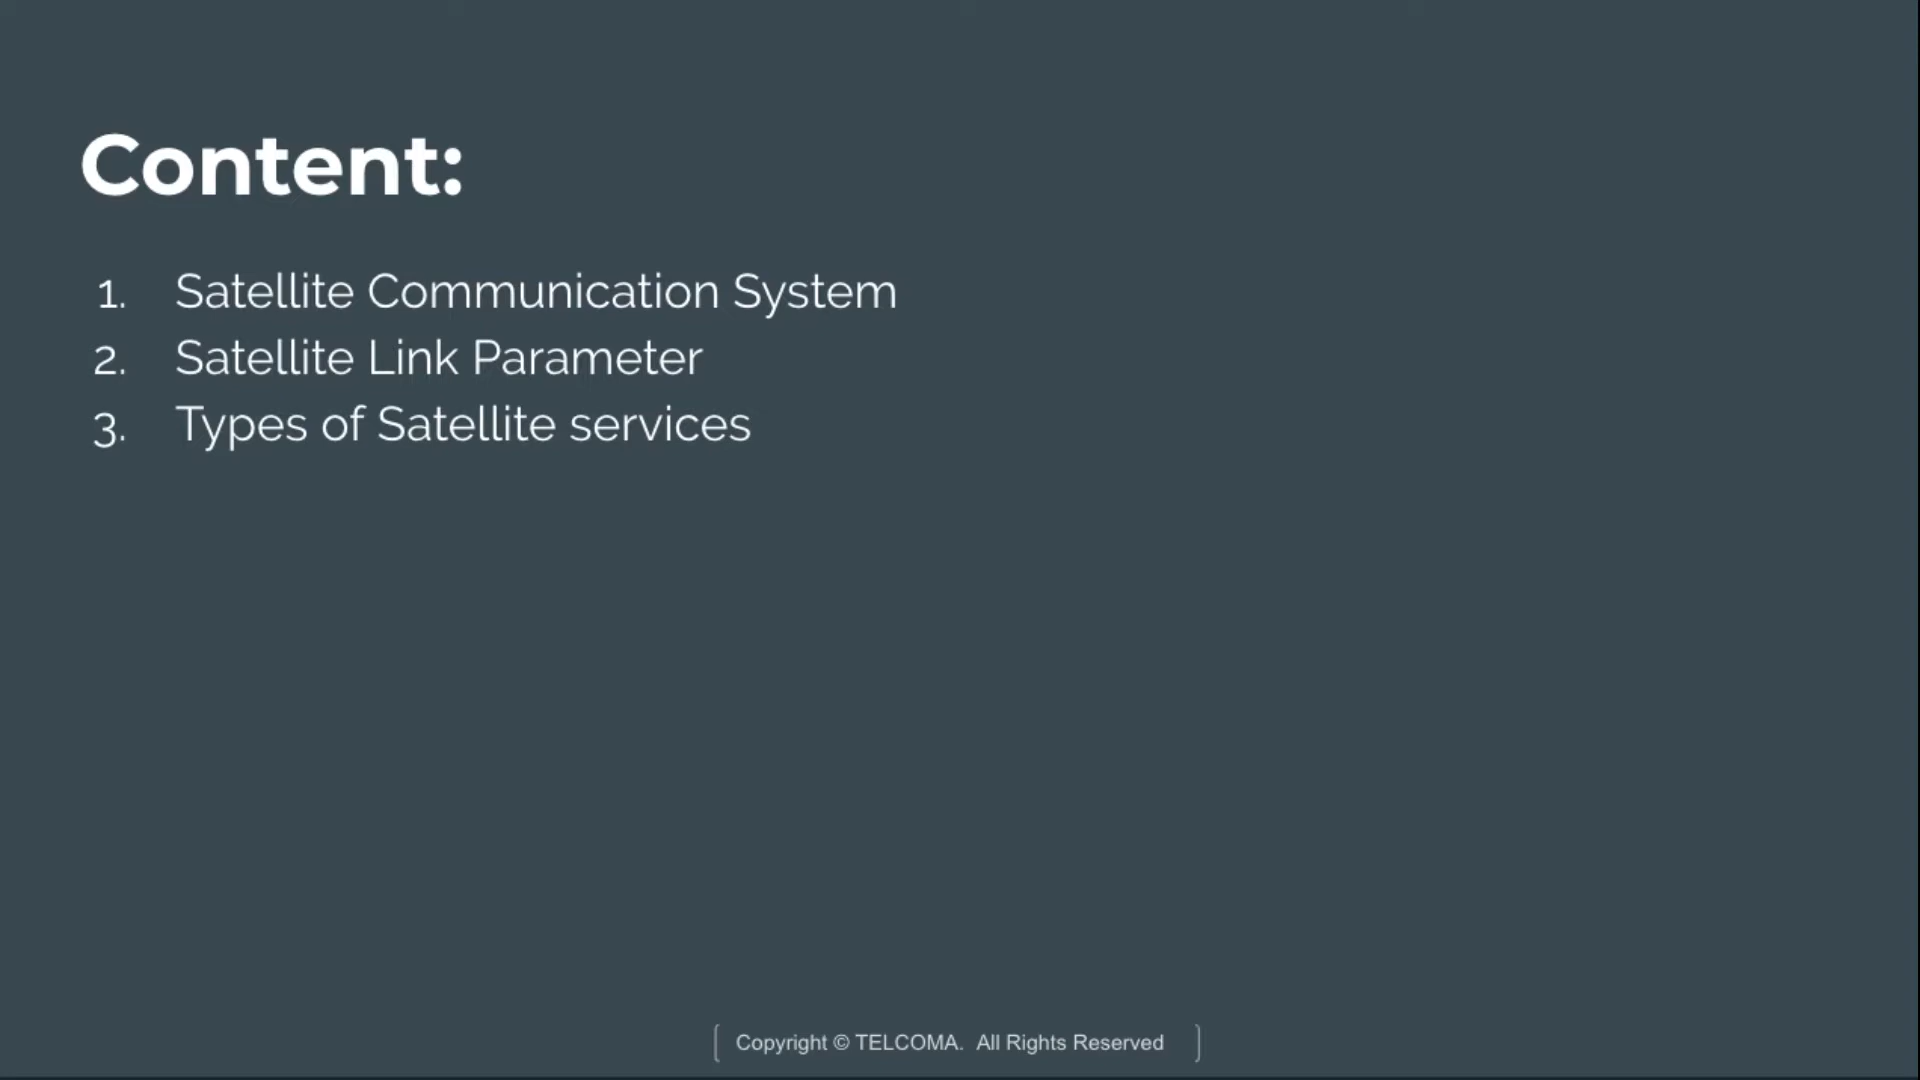 Content:
1. Satellite Communication System
2. Satellite Link Parameter
3. Types of Satellite services
Copyright © TELCOMA. All Rights Reserved